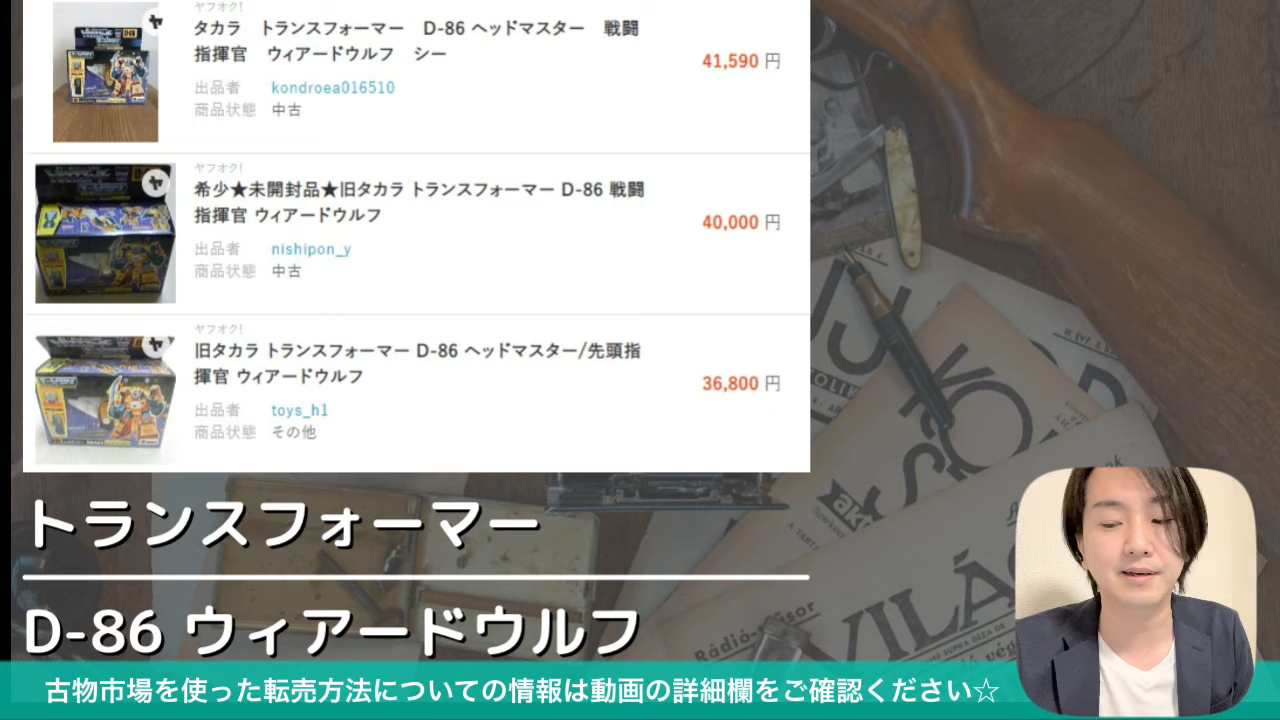 ヤフオク!
タカラ トランスフォーマー D-86 ヘッドマスター 戦闘
指揮官 ウィアードウルフ シー
41,590 円
出品者 kondroea016510
商品状態 中古
ヤフオク!
希少★未開封品★旧タカラ トランスフォーマー D-86 戦闘
指揮官 ウィアードウルフ
40,000 円
出品者 nishipon_y
商品状態 中古
ヤフオク!
旧タカラ トランスフォーマー D-86 ヘッドマスター/先頭指
揮官 ウィアードウルフ
36,800 円
出品者 toys_h1
商品状態 その他
トランスフォーマー
D-86 ウィアードウルフ
VILÁ
古物市場を使った転売方法についての情報は動画の詳細欄をご確認ください☆